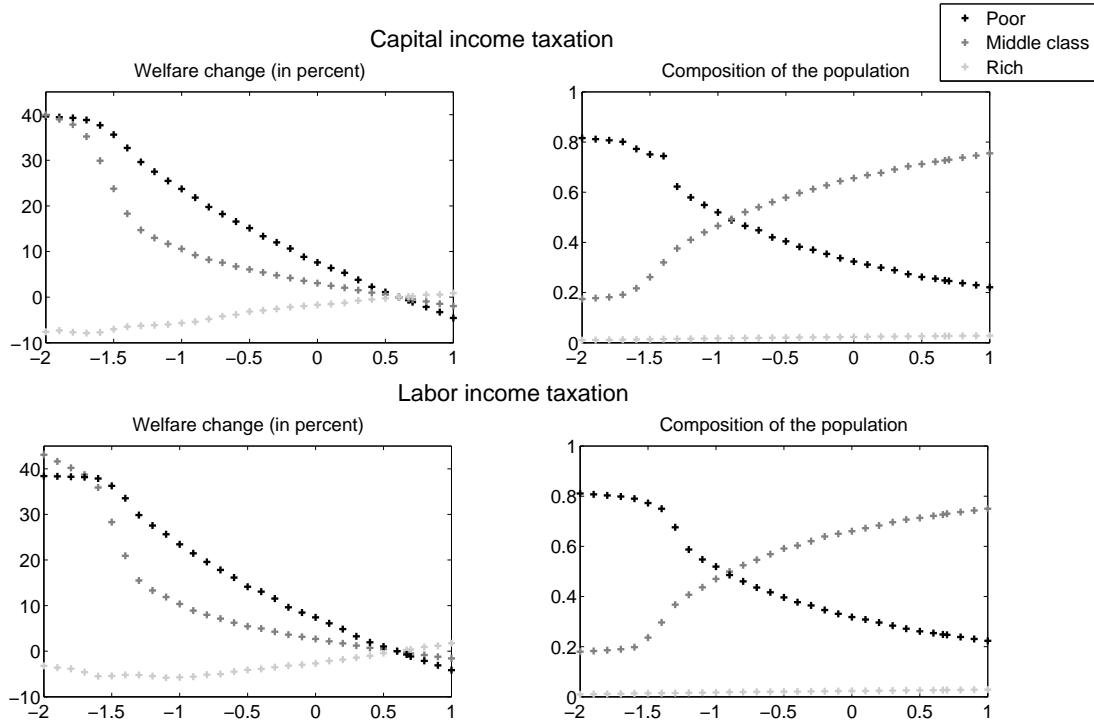 Poor
Middle class
Rich
Capital income taxation
Welfare change (in percent)
Composition of the population
40
30
20
10
0
−10
−2 −1.5 −1 −0.5 0 0.5 1
1
0.8
0.6
0.4
0.2
0
−2 −1.5 −1 −0.5 0 0.5 1
Labor income taxation
Welfare change (in percent)
Composition of the population
40
30
20
10
0
−10
−2 −1.5 −1 −0.5 0 0.5 1
1
0.8
0.6
0.4
0.2
0
−2 −1.5 −1 −0.5 0 0.5 1